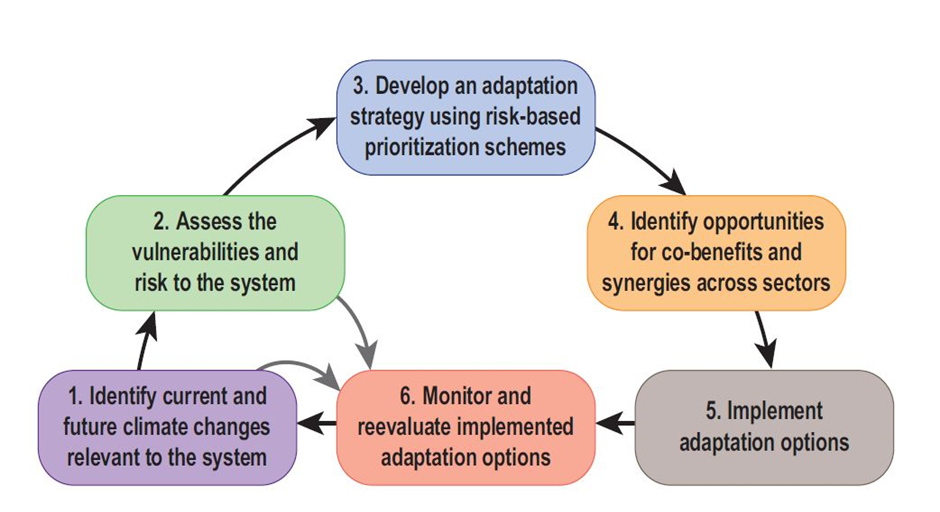 3. Develop an adaptation
strategy using risk-based
prioritization schemes
2. Assess the
vulnerabilities and
risk to the system
4. Identify opportunities
for co-benefits and
synergies across sectors
1. Identify current and
future climate changes
relevant to the system
6. Monitor and
reevaluate implemented
adaptation options
5. Implement
adaptation options